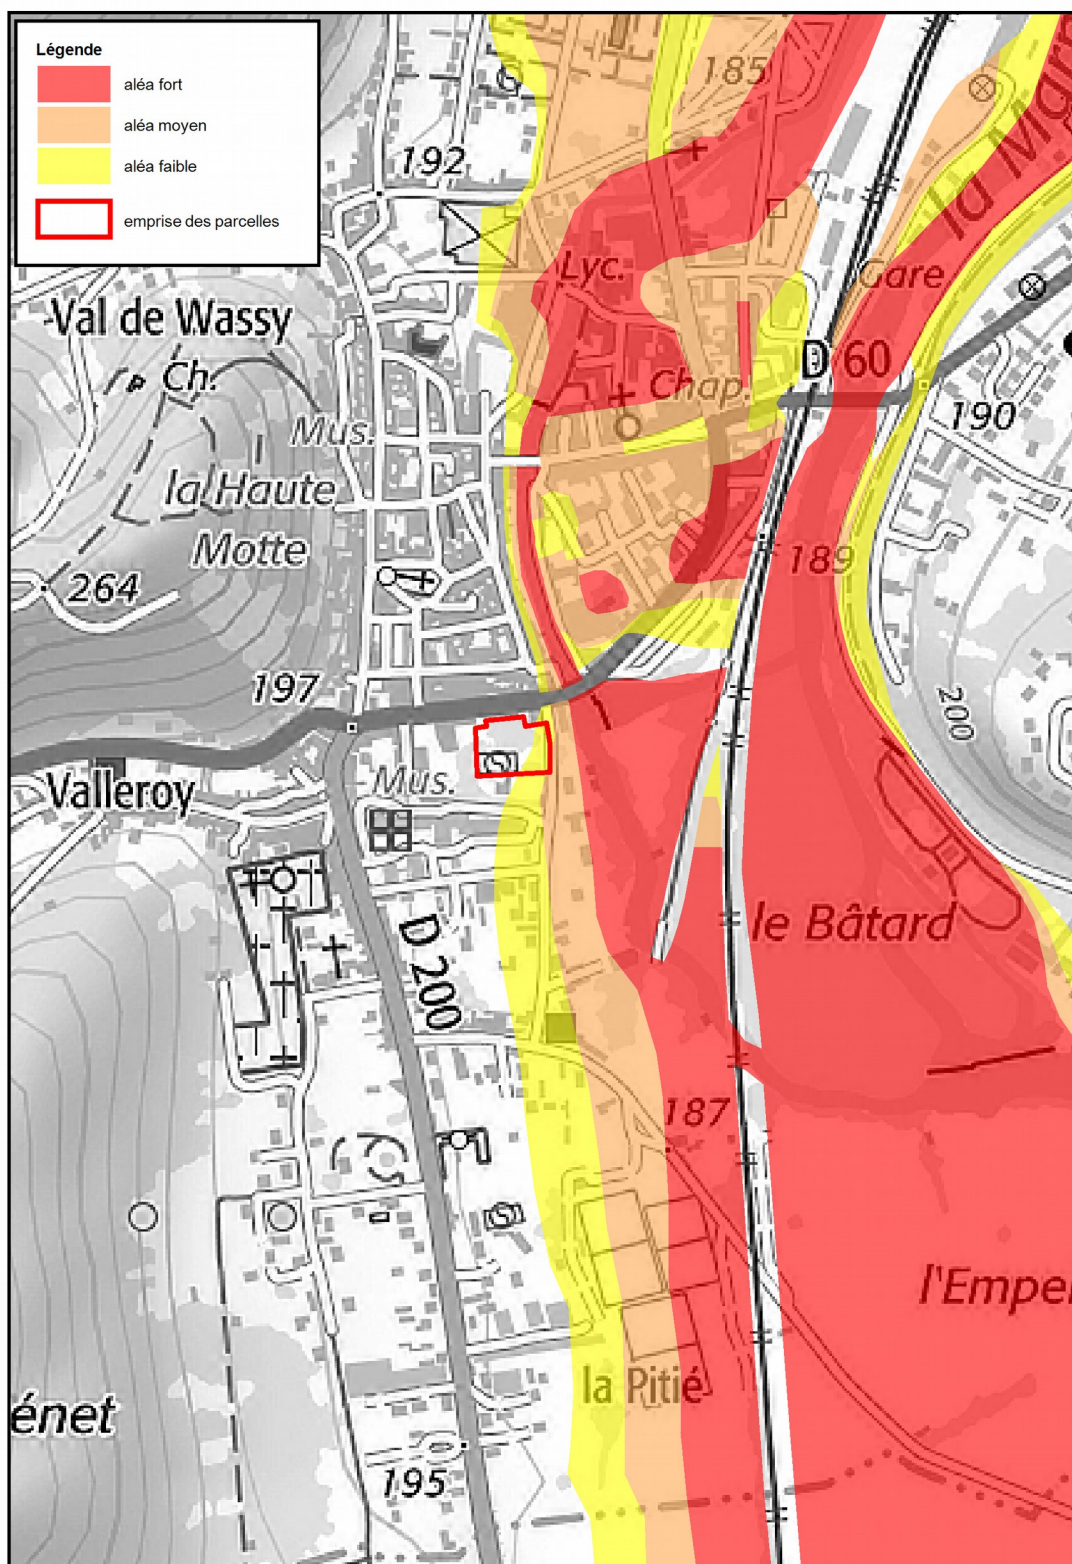 Légende
aléa fort
aléa moyen
aléa faible
emprise des parcelles
185
192
la Marn
Lyc.
Gare
Val de Wassy
Ch.
D 60
Chap.
190
Mus.
la Haute
Motte
189
264
197
200
Valleroy
Mus.
le Bâtard
D 200
187
l'Empe
la Pitié
énet
195